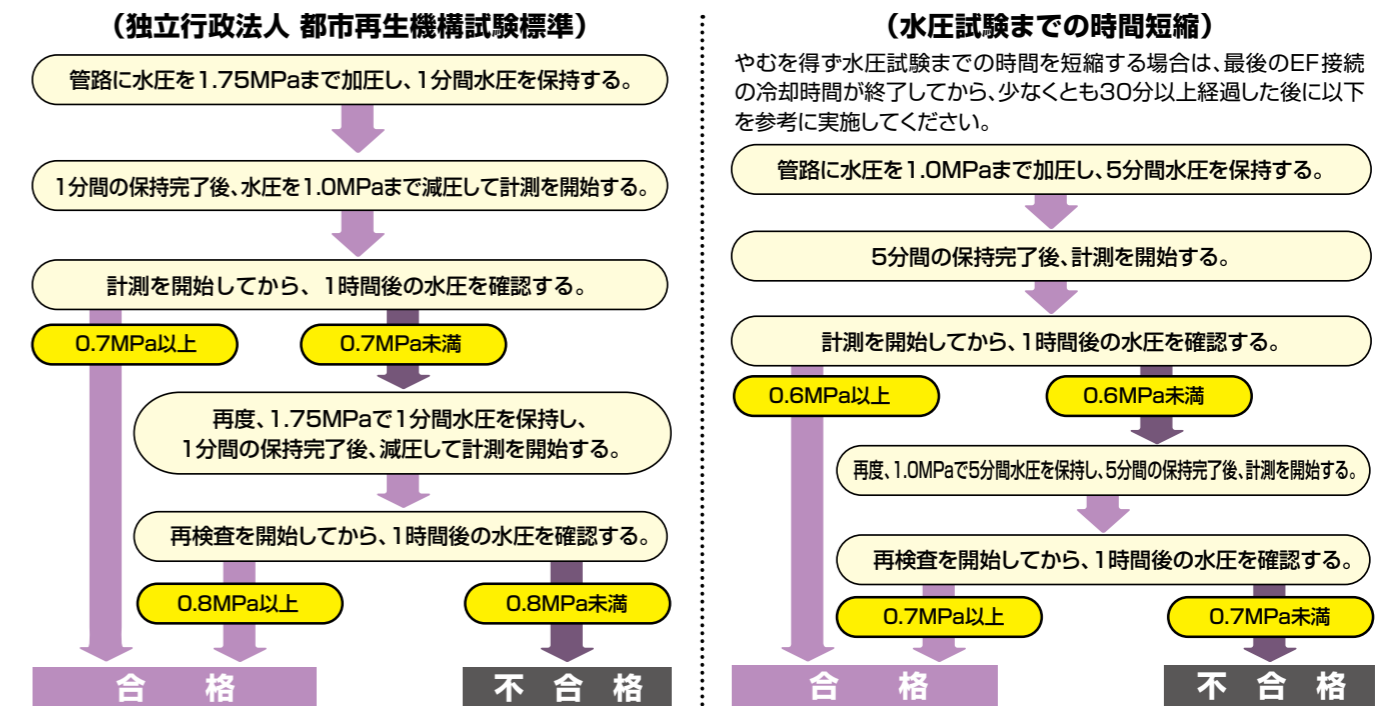 (独立行政法人 都市再生機構試験標準)
管路に水圧を1.75MPaまで加圧し、1分間水圧を保持する。
1分間の保持完了後、水圧を1.0MPaまで減圧して計測を開始する。
計測を開始してから、1時間後の水圧を確認する。
0.7MPa以上
0.7MPa未満
再度、1.75MPaで1分間水圧を保持し、
1分間の保持完了後、減圧して計測を開始する。
再検査を開始してから、1時間後の水圧を確認する。
0.8MPa以上
0.8MPa未満
合格
不合格
(水圧試験までの時間短縮)
やむを得ず水圧試験までの時間を短縮する場合は、最後のEF接続
の冷却時間が終了してから、少なくとも30分以上経過した後に以下
を参考に実施してください。
管路に水圧を1.0MPaまで加圧し、5分間水圧を保持する。
5分間の保持完了後、計測を開始する。
計測を開始してから、1時間後の水圧を確認する。
0.6MPa以上
0.6MPa未満
再度、1.0MPaで5分間水圧を保持し、5分間の保持完了後、計測を開始する。
再検査を開始してから、1時間後の水圧を確認する。
0.7MPa以上
0.7MPa未満
合格
不合格